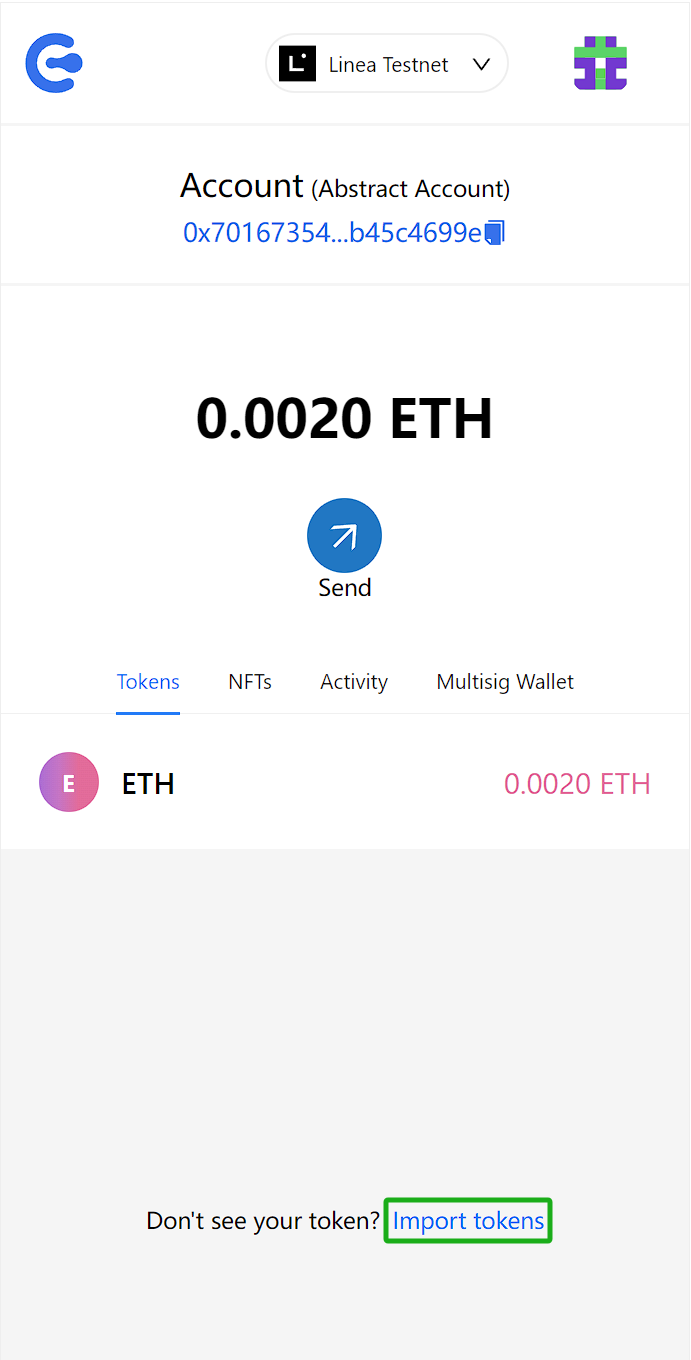 Linea Testnet
Account (Abstract Account)
0x70167354...b45c4699e
0.0020 ETH
Send
Tokens NFTs Activity Multisig Wallet
E ETH 0.0020 ETH
Don't see your token? Import tokens